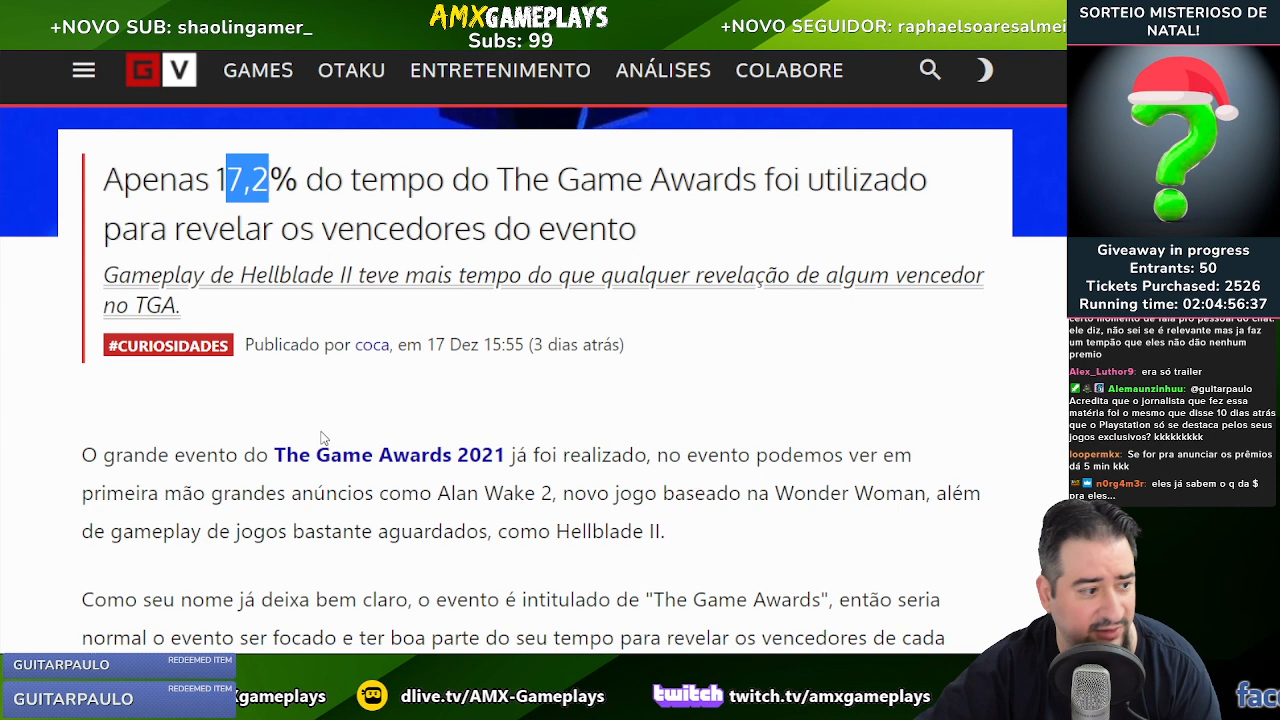 +NOVO SUB: shaolingamer_
AMXGAMEPLAYS
Subs: 99
+NOVO SEGUIDOR: raphaelsoaresalmei
SORTEIO MISTERIOSO DE
NATAL!
G V GAMES OTAKU ENTRETENIMENTO ANÁLISES COLABORE
Apenas 17,2% do tempo do The Game Awards foi utilizado
para revelar os vencedores do evento
Gameplay de Hellblade II teve mais tempo do que qualquer revelação de algum vencedor
no TGA.
#CURIOSIDADES Publicado por coca, em 17 Dez 15:55 (3 dias atrás)
O grande evento do The Game Awards 2021 já foi realizado, no evento podemos ver em
primeira mão grandes anúncios como Alan Wake 2, novo jogo baseado na Wonder Woman, além
de gameplay de jogos bastante aguardados, como Hellblade II.
Como seu nome já deixa bem claro, o evento é intitulado de "The Game Awards", então seria
normal o evento ser focado e ter boa parte do seu tempo para revelar os vencedores de cada
Giveaway in progress
Entrants: 50
Tickets Purchased: 2526
Running time: 02:04:56:37
certo momento de fala pro pessoal do chat.
ele diz, não sei se é relevante mas ja faz
um tempão que eles não dão nenhum
premio
Alex_Luthor9: era só trailer
Alemaunzinhuu: @guitarpaulo
Acredita que o jornalista que fez essa
matéria foi o mesmo que disse 10 dias atrás
que o Playstation só se destaca pelos seus
jogos exclusivos? kkkkkkkkk
loopermkx: Se for pra anunciar os prêmios
dá 5 min kkk
n0rg4m3r: eles já sabem o q da $
pra eles...
GUITARPAULO REDEEMED ITEM
GUITARPAULO REDEEMED ITEM
gameplays
dlive.tv/AMX-Gameplays
twitch twitch.tv/amxgameplays
fac